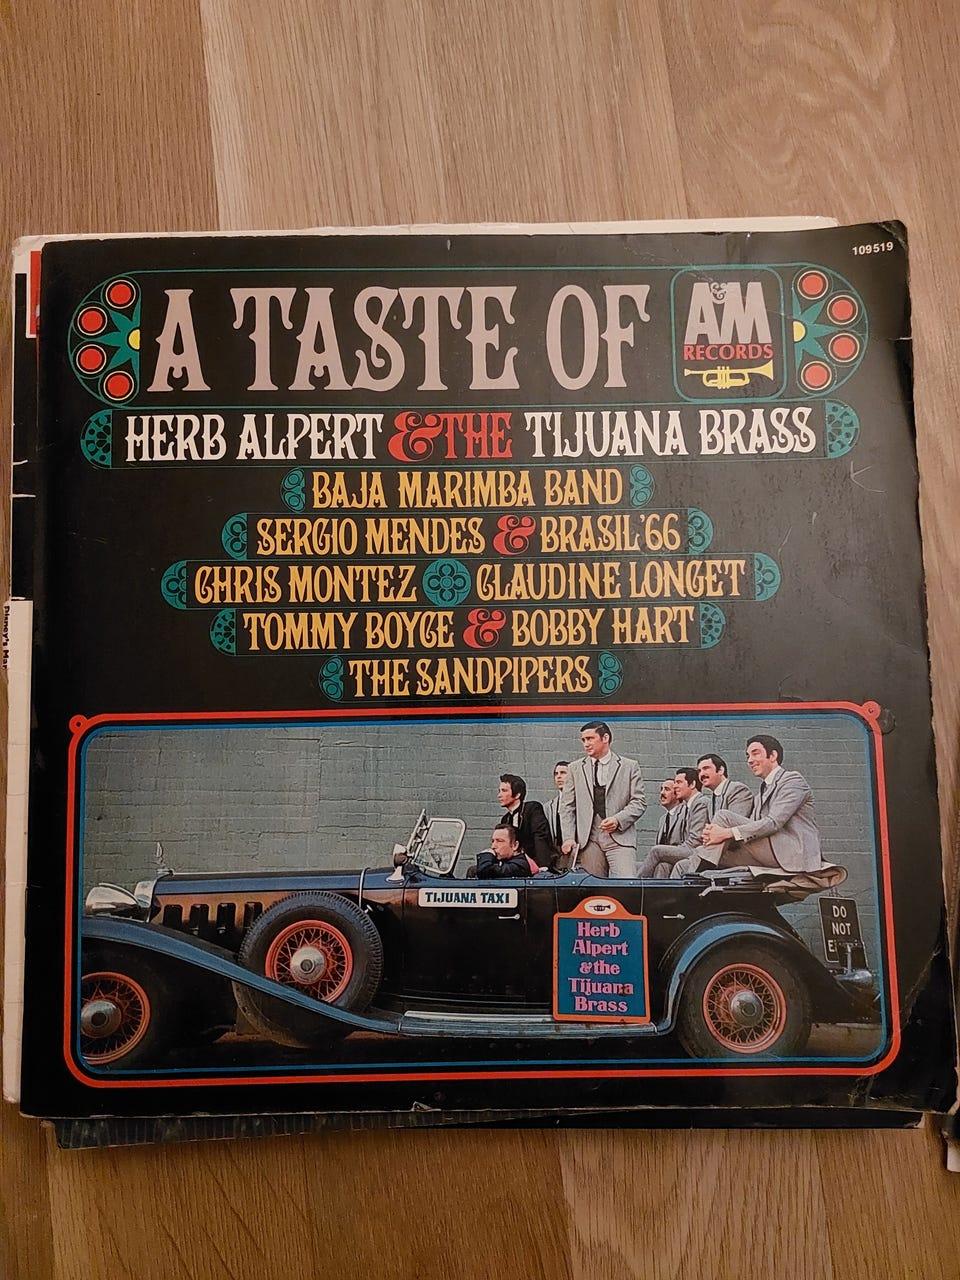 109519
A TASTE OF A&M
RECORDS
HERB ALPERT & THE TIJUANA BRASS
BAJA MARIMBA BAND
SERGIO MENDES & BRASIL '66
CHRIS MONTEZ CLAUDINE LONGET
TOMMY BOYCE & BOBBY HART
THE SANDPIPERS
TIJUANA TAXI
Herb
Alpert
& the
Tijuana
Brass
DO
NOT
Disney's